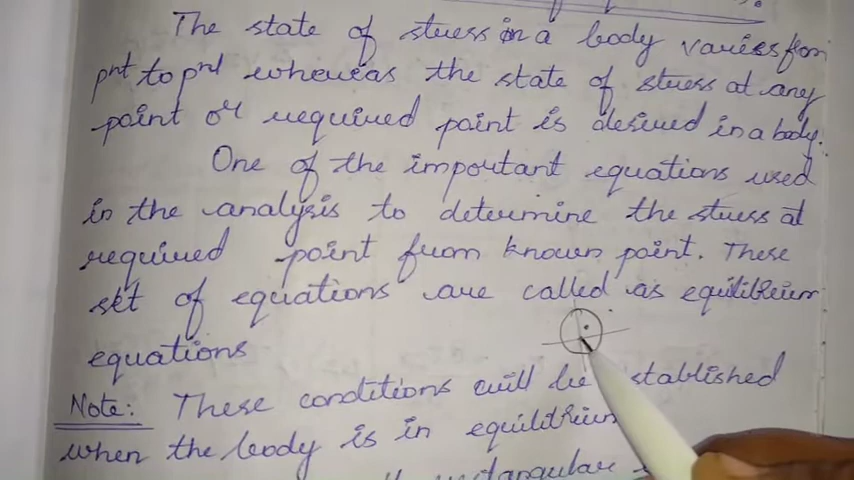 The state of stress in a body varies from
pnt to pnt whereas the state of stress at any
point or required point is desired in a body.
One of the important equations used
in the analysis to determine the stress at
required point from known point. These
set of equations are called as equilibrium
equations
Note: These conditions will be established
when the body is in equilibrium
rectangular